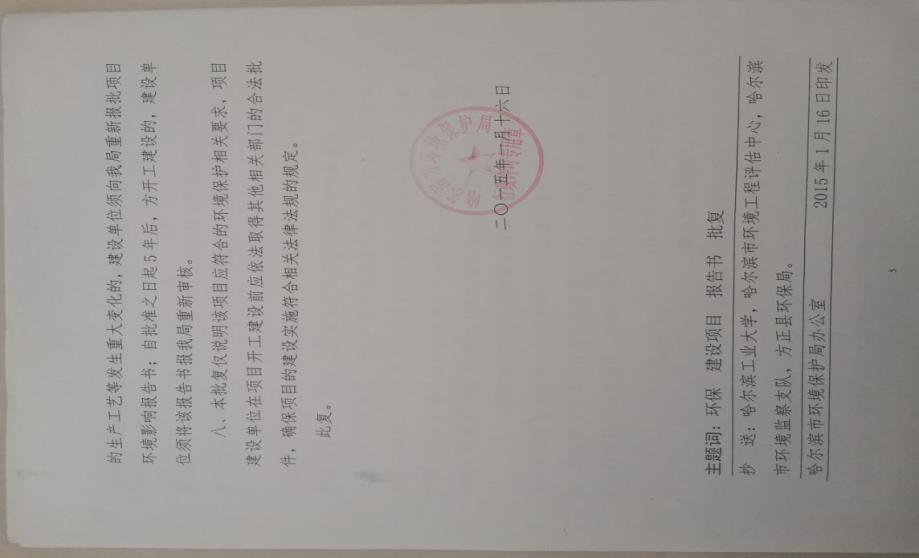 的生产工艺等发生重大变化的，建设单位须向我局重新报批项目
环境影响报告书；自批准之日起5年后，方开工建设的，建设单
位须将该报告书报我局重新审核。
八、本批复仅说明该项目应符合的环境保护相关要求，项目
建设单位在项目开工建设前应依法取得其他相关部门的合法批
件，确保项目的建设实施符合相关法律法规的规定。
此复。
二〇一五年一月十六日
主题词：环保 建设项目 报告书 批复
抄 送：哈尔滨工业大学，哈尔滨市环境工程评估中心，哈尔滨
市环境监察支队，方正县环保局。
哈尔滨市环境保护局办公室 2015年1月16日印发